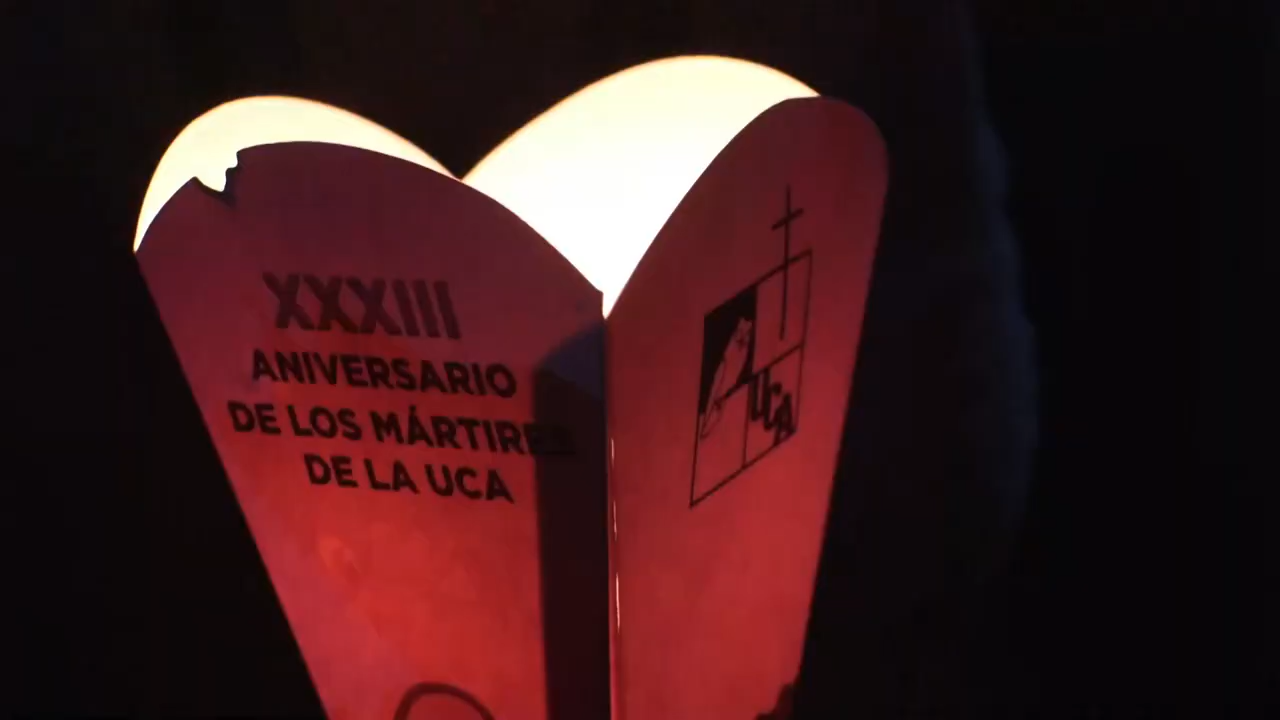 XXXIII
ANIVERSARIO
DE LOS MÁRTIRES
DE LA UCA
UCA